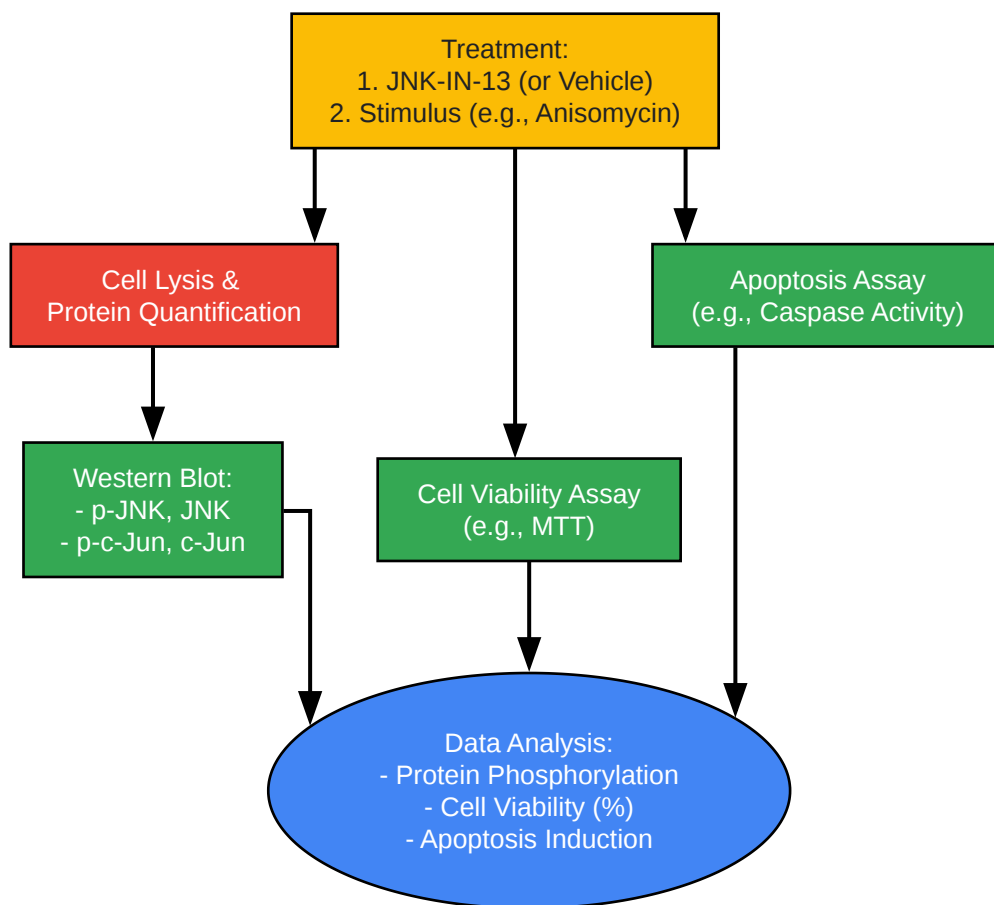 Treatment:
1. JNK-IN-13 (or Vehicle)
2. Stimulus (e.g., Anisomycin)
Cell Lysis &
Protein Quantification
Apoptosis Assay
(e.g., Caspase Activity)
Western Blot:
- p-JNK, JNK
- p-c-Jun, c-Jun
Cell Viability Assay
(e.g., MTT)
Data Analysis:
- Protein Phosphorylation
- Cell Viability (%)
- Apoptosis Induction